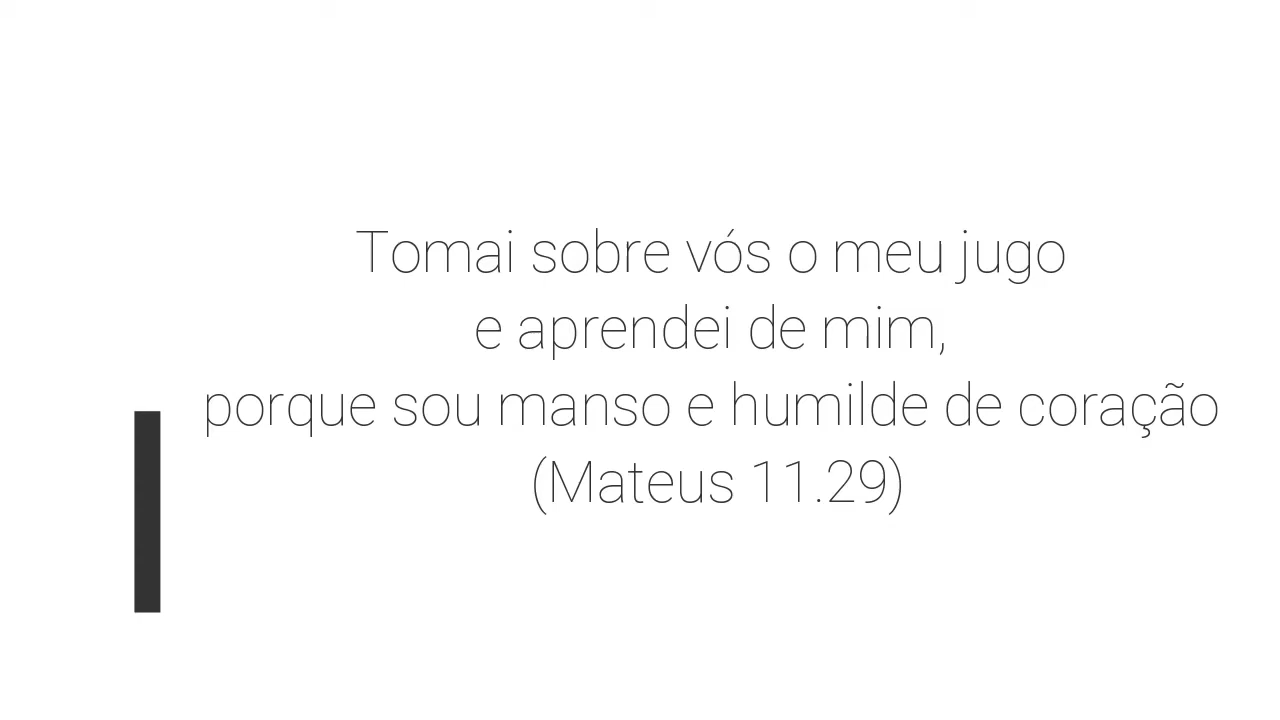 Tomai sobre vós o meu jugo
e aprendei de mim,
porque sou manso e humilde de coração
(Mateus 11.29)